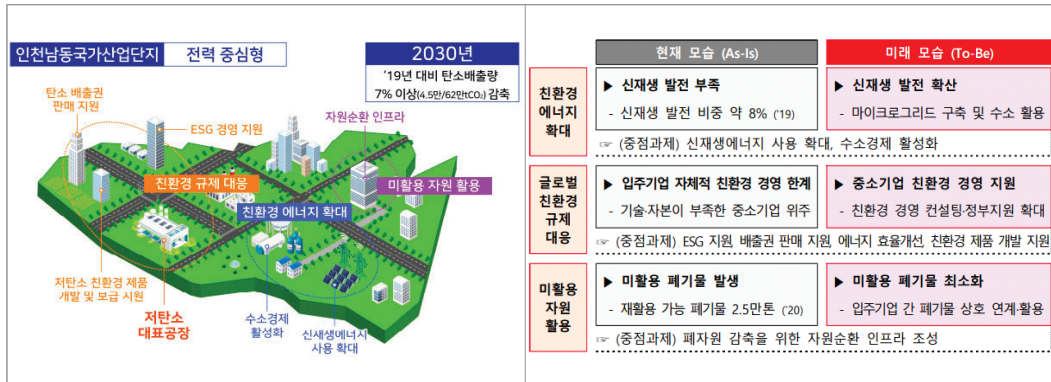 인천남동국가산업단지
전력 중심형
2030년
'19년 대비 탄소배출량
7% 이상(4.5만/62만tCO₂) 감축
탄소 배출권
판매 지원
ESG 경영 지원
자원순환 인프라
친환경 규제 대응
미활용 자원 활용
친환경 에너지 확대
저탄소 친환경 제품
개발 및 보급 시원
저탄소
대표공장
수소경제
활성화
신재생에너지
사용 확대
현재 모습 (As-Is)
미래 모습 (To-Be)
친환경
에너지
확대
▶ 신재생 발전 부족
- 신재생 발전 비중 약 8% ('19)
▶ 신재생 발전 확산
- 마이크로그리드 구축 및 수소 활용
☞ (중점과제) 신재생에너지 사용 확대, 수소경제 활성화
글로벌
친환경
규제
대응
▶ 입주기업 자체적 친환경 경영 한계
- 기술·자본이 부족한 중소기업 위주
▶ 중소기업 친환경 경영 지원
- 친환경 경영 컨설팅·정부지원 확대
☞ (중점과제) ESG 지원, 배출권 판매 지원, 에너지 효율개선, 친환경 제품 개발 지원
미활용
자원
활용
▶ 미활용 폐기물 발생
- 재활용 가능 폐기물 2.5만톤 ('20)
▶ 미활용 폐기물 최소화
- 입주기업 간 폐기물 상호 연계·활용
☞ (중점과제) 폐자원 감축을 위한 자원순환 인프라 조성